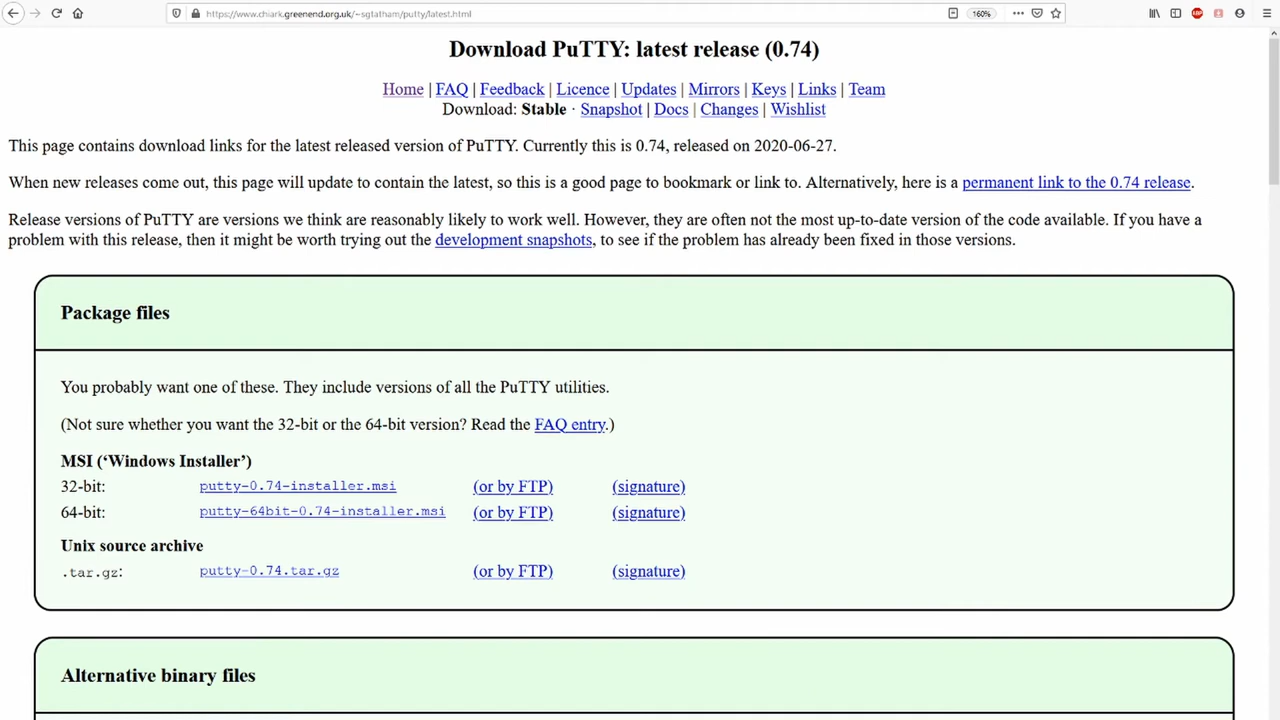 https://www.chiark.greenend.org.uk/~sgtatham/putty/latest.html
160%
Download PuTTY: latest release (0.74)
Home | FAQ | Feedback | Licence | Updates | Mirrors | Keys | Links | Team
Download: Stable · Snapshot | Docs | Changes | Wishlist
This page contains download links for the latest released version of PuTTY. Currently this is 0.74, released on 2020-06-27.
When new releases come out, this page will update to contain the latest, so this is a good page to bookmark or link to. Alternatively, here is a permanent link to the 0.74 release.
Release versions of PuTTY are versions we think are reasonably likely to work well. However, they are often not the most up-to-date version of the code available. If you have a
problem with this release, then it might be worth trying out the development snapshots, to see if the problem has already been fixed in those versions.
Package files
You probably want one of these. They include versions of all the PuTTY utilities.
(Not sure whether you want the 32-bit or the 64-bit version? Read the FAQ entry.)
MSI (‘Windows Installer’)
32-bit: putty-0.74-installer.msi (or by FTP) (signature)
64-bit: putty-64bit-0.74-installer.msi (or by FTP) (signature)
Unix source archive
.tar.gz: putty-0.74.tar.gz (or by FTP) (signature)
Alternative binary files